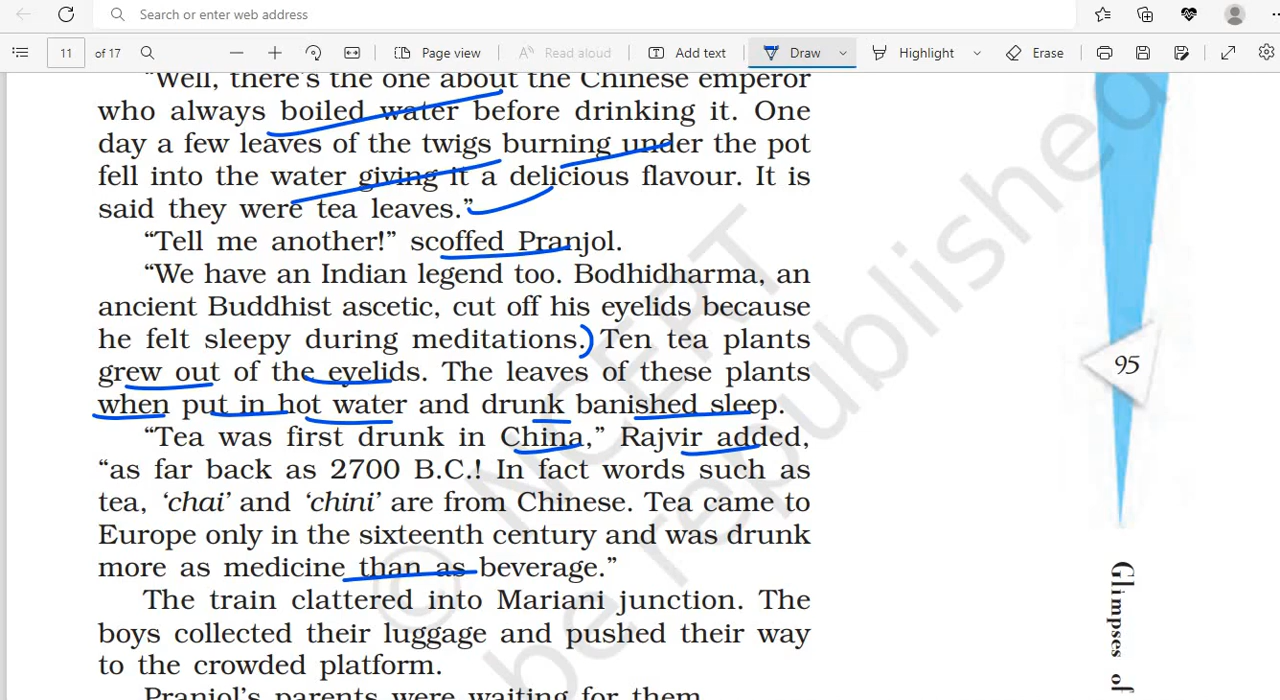 Search or enter web address
11 of 17
Page view
Read aloud
Add text
Draw
Highlight
Erase
“Well, there’s the one about the Chinese emperor
who always boiled water before drinking it. One
day a few leaves of the twigs burning under the pot
fell into the water giving it a delicious flavour. It is
said they were tea leaves.”
“Tell me another!” scoffed Pranjol.
“We have an Indian legend too. Bodhidharma, an
ancient Buddhist ascetic, cut off his eyelids because
he felt sleepy during meditations. Ten tea plants
grew out of the eyelids. The leaves of these plants
when put in hot water and drunk banished sleep.
“Tea was first drunk in China,” Rajvir added,
“as far back as 2700 B.C.! In fact words such as
tea, ‘chai’ and ‘chini’ are from Chinese. Tea came to
Europe only in the sixteenth century and was drunk
more as medicine than as beverage.”
The train clattered into Mariani junction. The
boys collected their luggage and pushed their way
to the crowded platform.
Pranjol’s parents were waiting for them.
95
Glimpses of
© NCERT
be republished